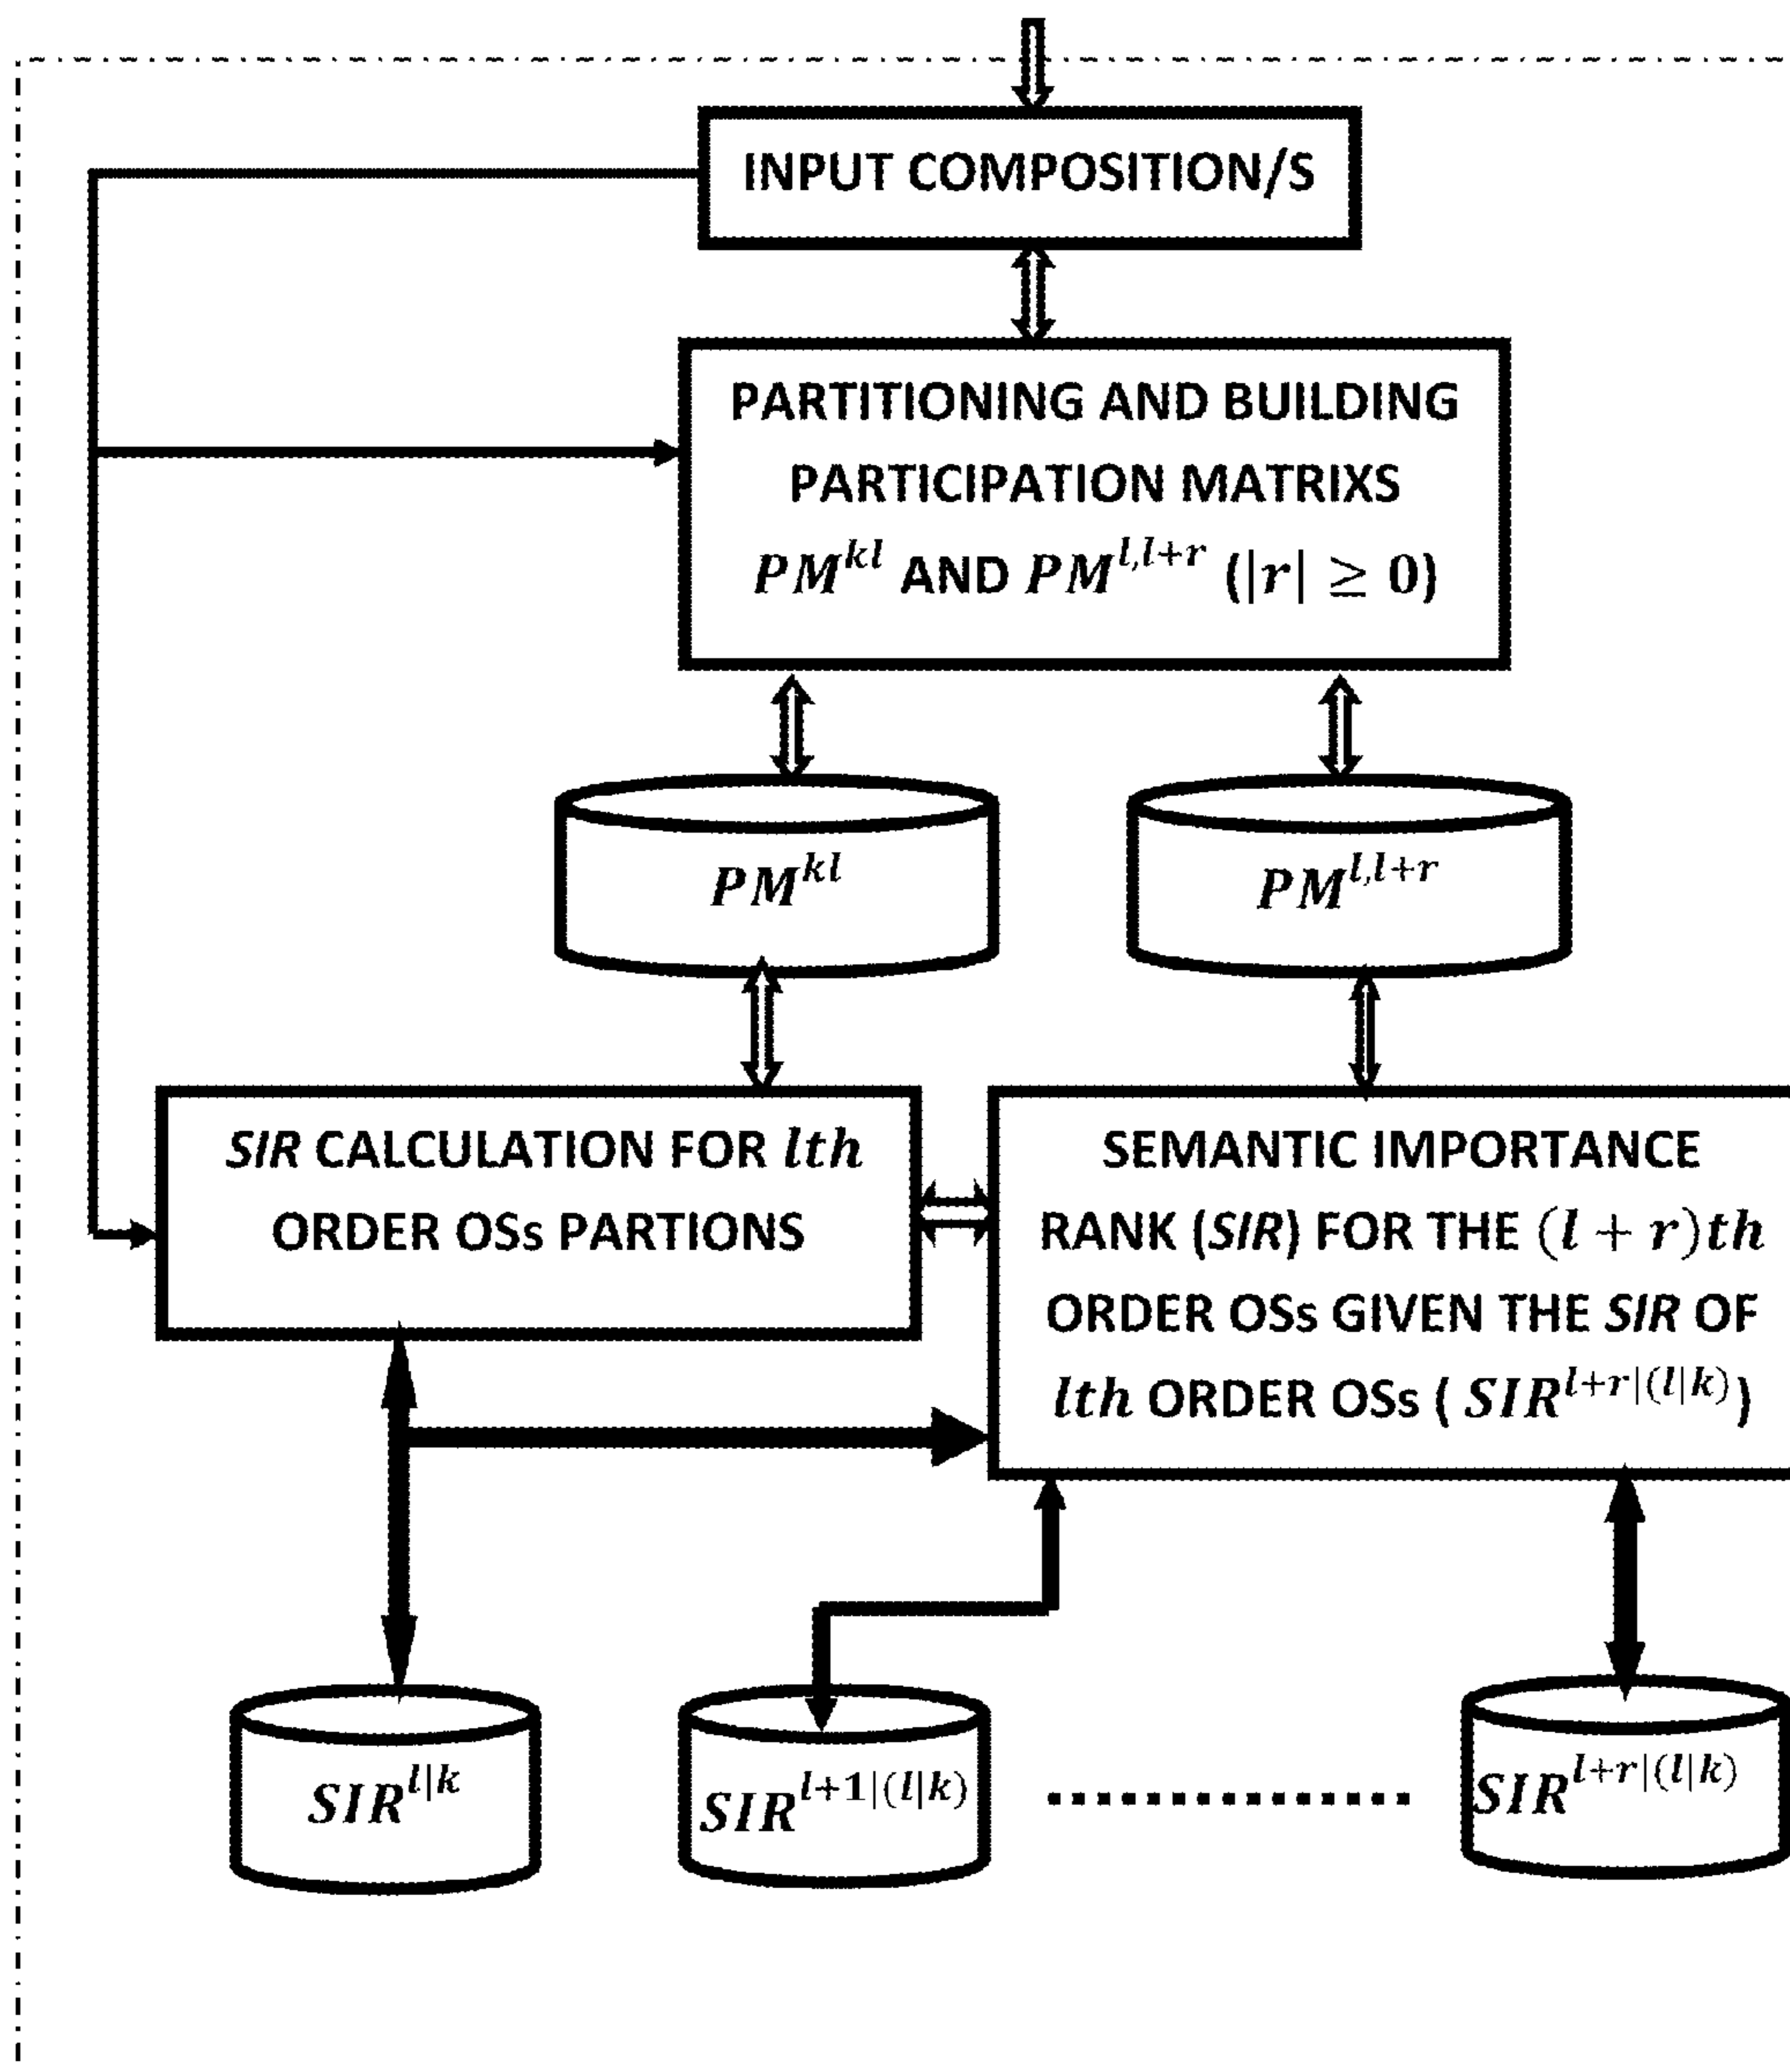 INPUT COMPOSITION/S
PARTITIONING AND BUILDING
PARTICIPATION MATRIXS
PM^{kl} AND PM^{l,l+r} (|r| ≥ 0)
PM^{kl}
PM^{l,l+r}
SIR CALCULATION FOR lth
ORDER OSs PARTIONS
SEMANTIC IMPORTANCE
RANK (SIR) FOR THE (l + r)th
ORDER OSs GIVEN THE SIR OF
lth ORDER OSs ( SIR^{l+r|(l|k)})
SIR^{l|k}
SIR^{l+1|(l|k)}
SIR^{l+r|(l|k)}